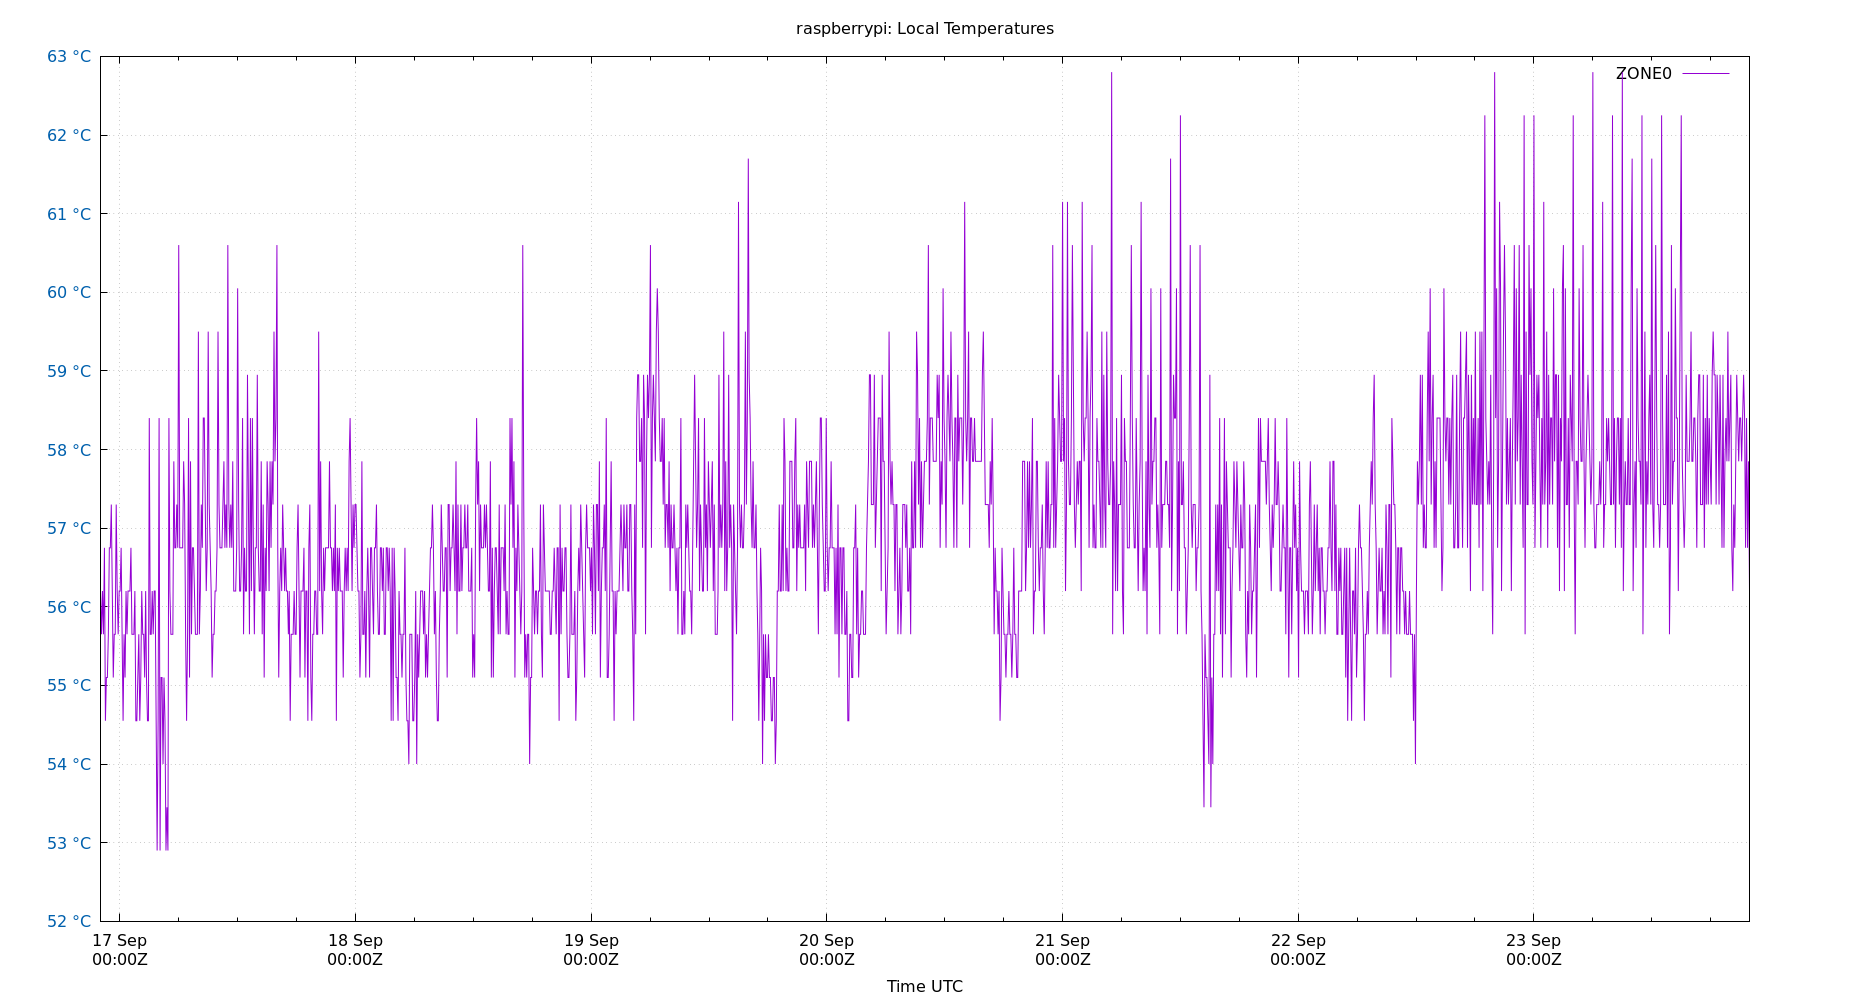 raspberrypi: Local Temperatures
63 °C
ZONE0
62 °C
61 °C
60 °C
59 °C
58 °C
57 °C
56 °C
55 °C
54 °C
53 °C
52 °C
17 Sep 18 Sep 19 Sep 20 Sep 21 Sep 22 Sep 23 Sep
00:00Z 00:00Z 00:00Z 00:00Z 00:00Z 00:00Z 00:00Z
Time UTC